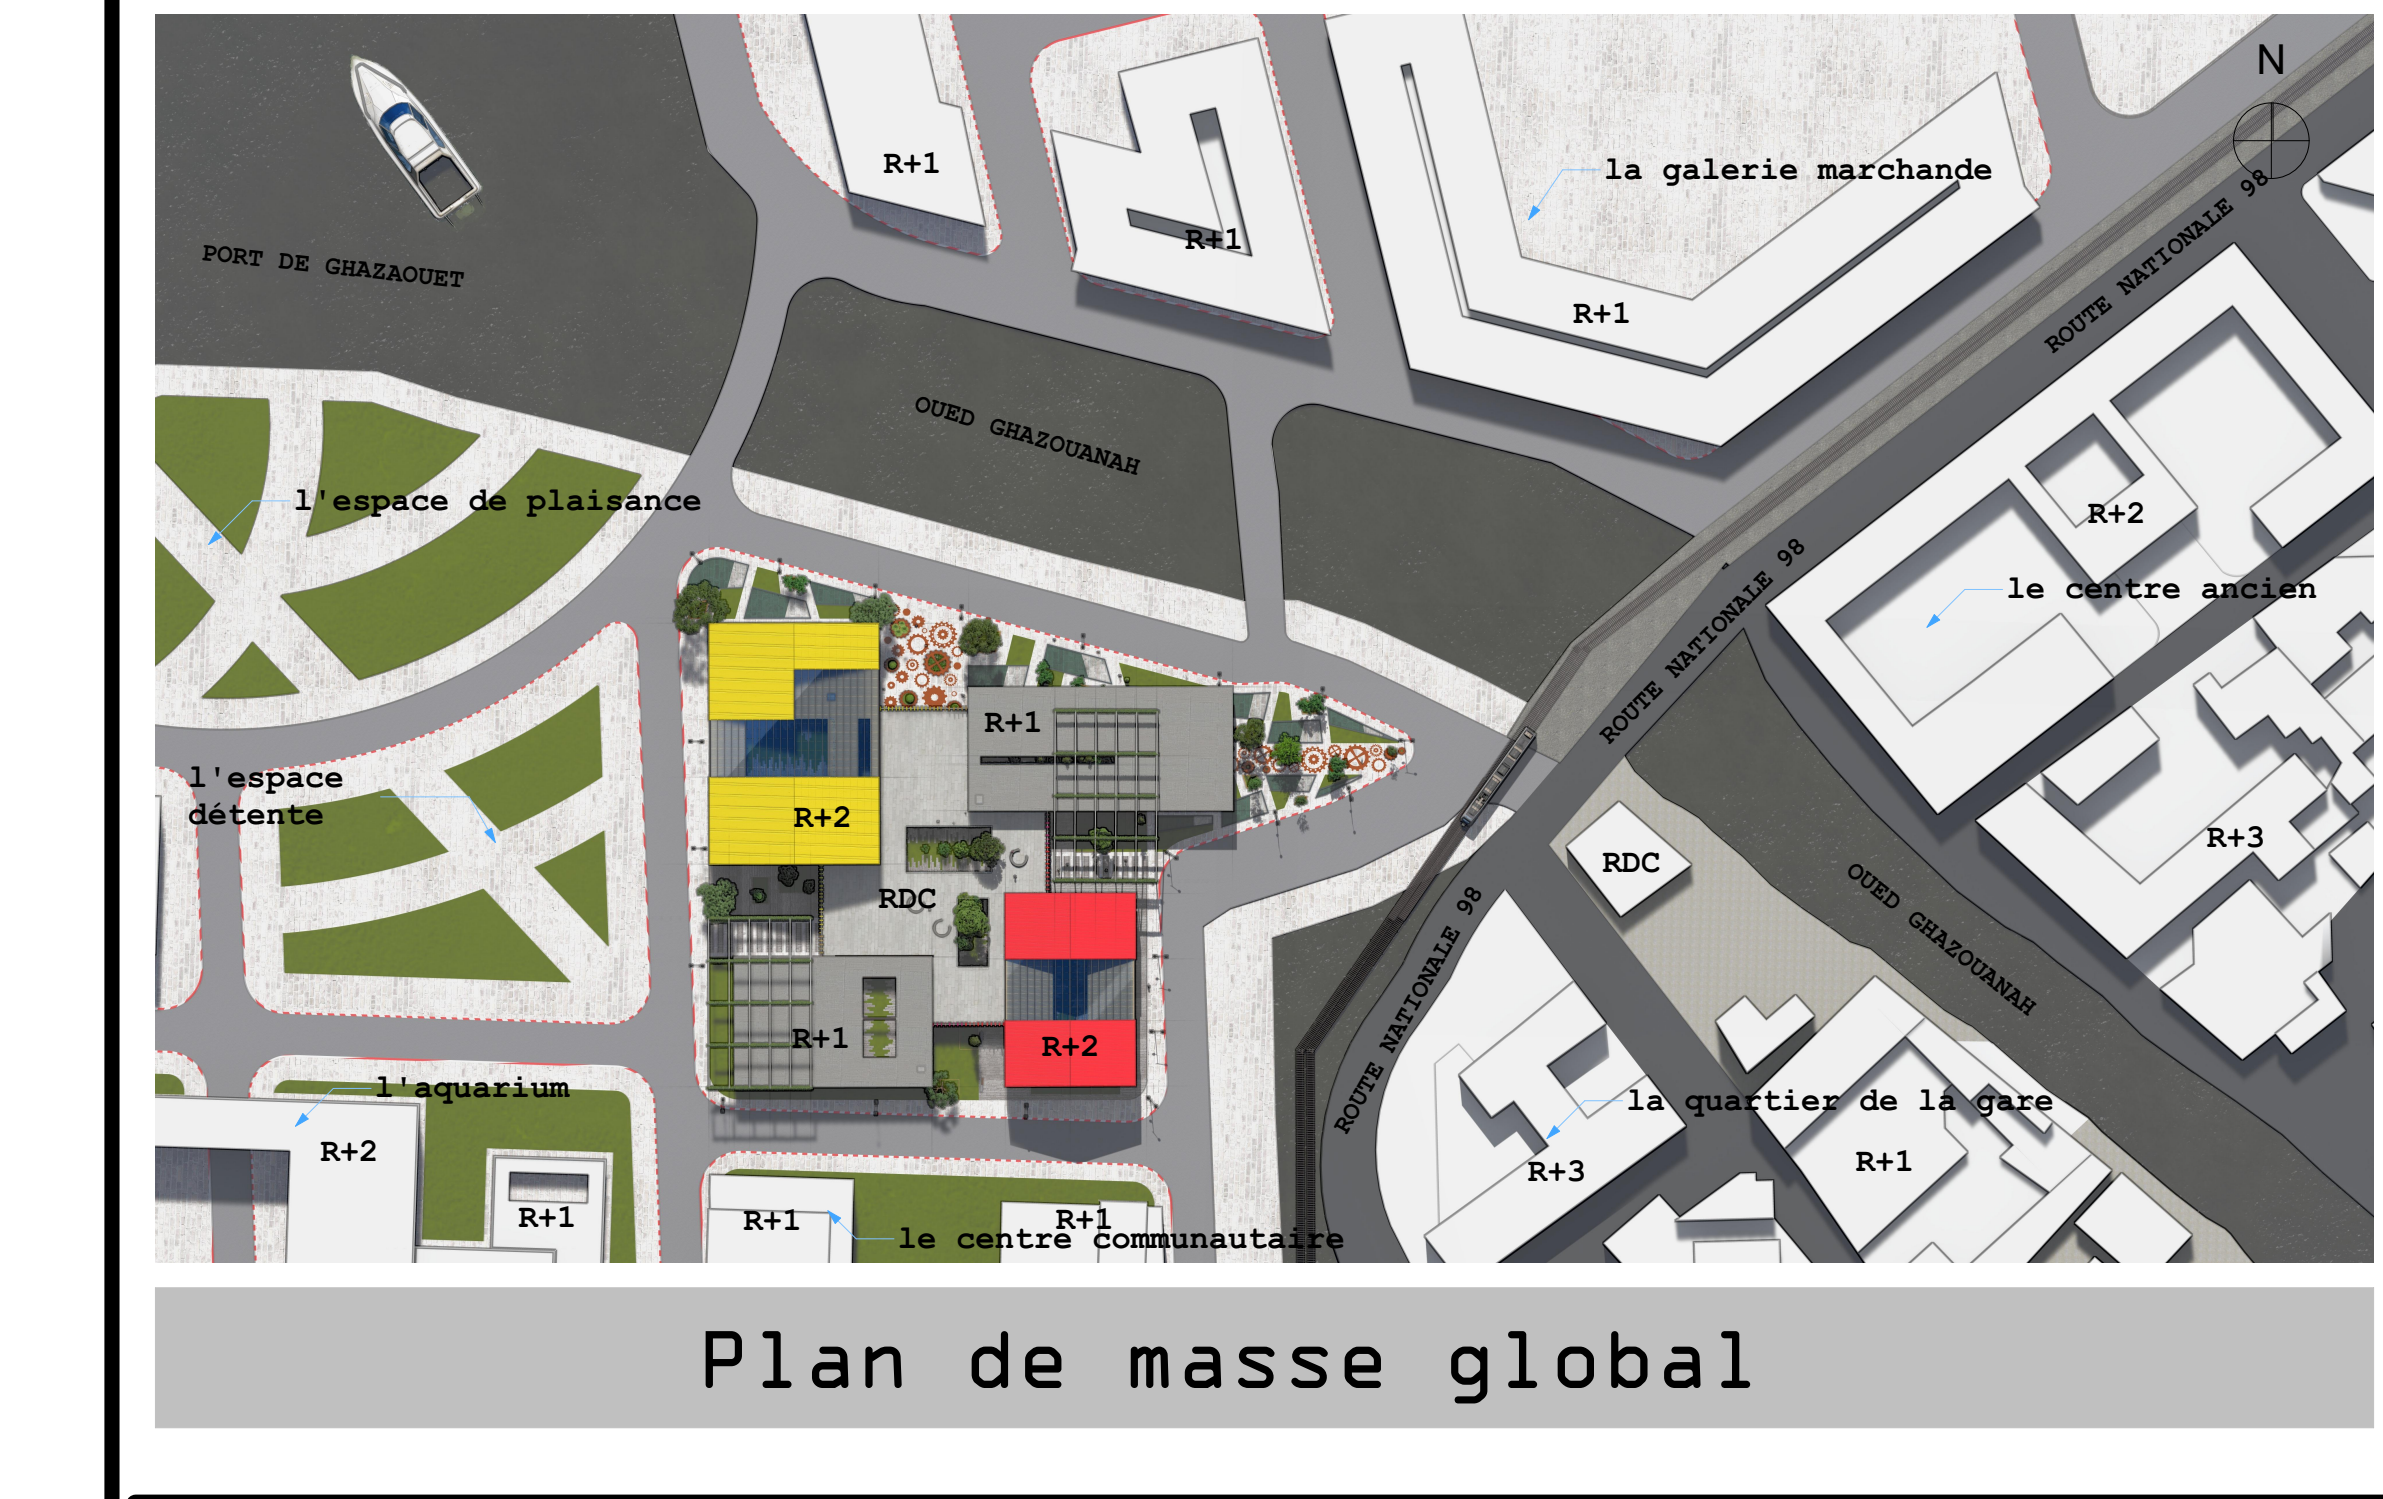 N
R+1
la galerie marchande
98
R+1
ROUTE NATIONALE
PORT DE GHAZAOUET
R+1
OUED GHAZOUANAH
l'espace de plaisance
R+2
ROUTE NATIONALE 98
le centre ancien
R+1
l'espace
détente
R+2
R+3
RDC
RDC
OUED GHAZOUANAH
ROUTE NATIONALE 98
R+1
R+2
l'aquarium
la quartier de la gare
R+2
R+3
R+1
R+1
R+1
R+1
le centre communautaire
Plan de masse global